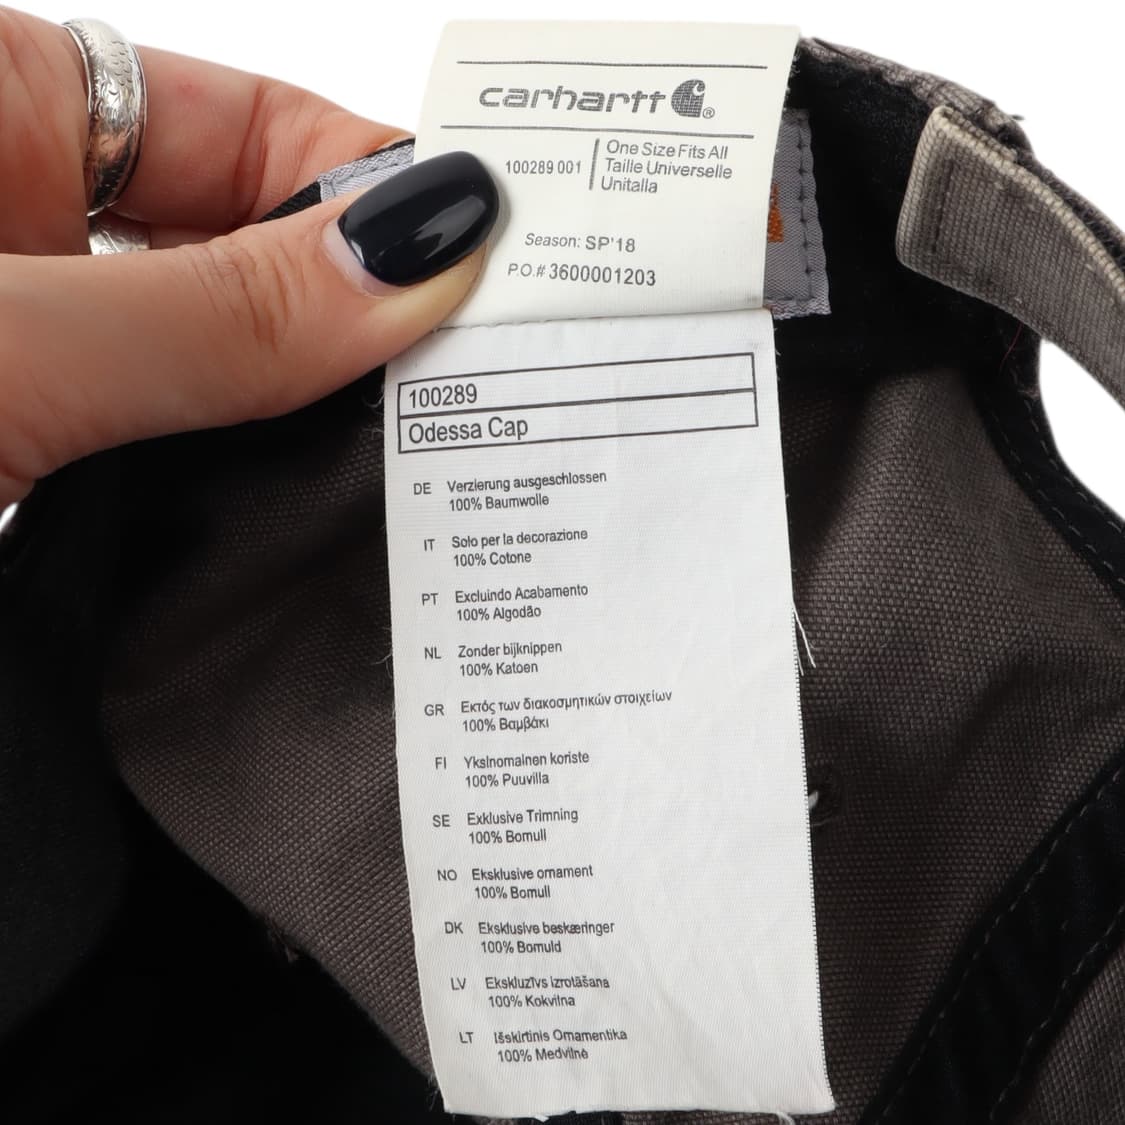 carhartt ®
100289 001
One Size Fits All
Taille Universelle
Unitalla
Season: SP'18
P.O.# 3600001203
100289
Odessa Cap
DE Verzierung ausgeschlossen
100% Baumwolle
IT Solo per la decorazione
100% Cotone
PT Excluindo Acabamento
100% Algodão
NL Zonder bijknippen
100% Katoen
GR Εκτός των διακοσμητικών στοιχείων
100% Βαμβάκι
FI Yksinomainen koriste
100% Puuvilla
SE Exklusive Trimning
100% Bomull
NO Eksklusive ornament
100% Bomull
DK Eksklusive beskæringer
100% Bomuld
LV Ekskluzīvs izrotāšana
100% Kokvilna
LT Išskirtinis Ornamentika
100% Medvilnė